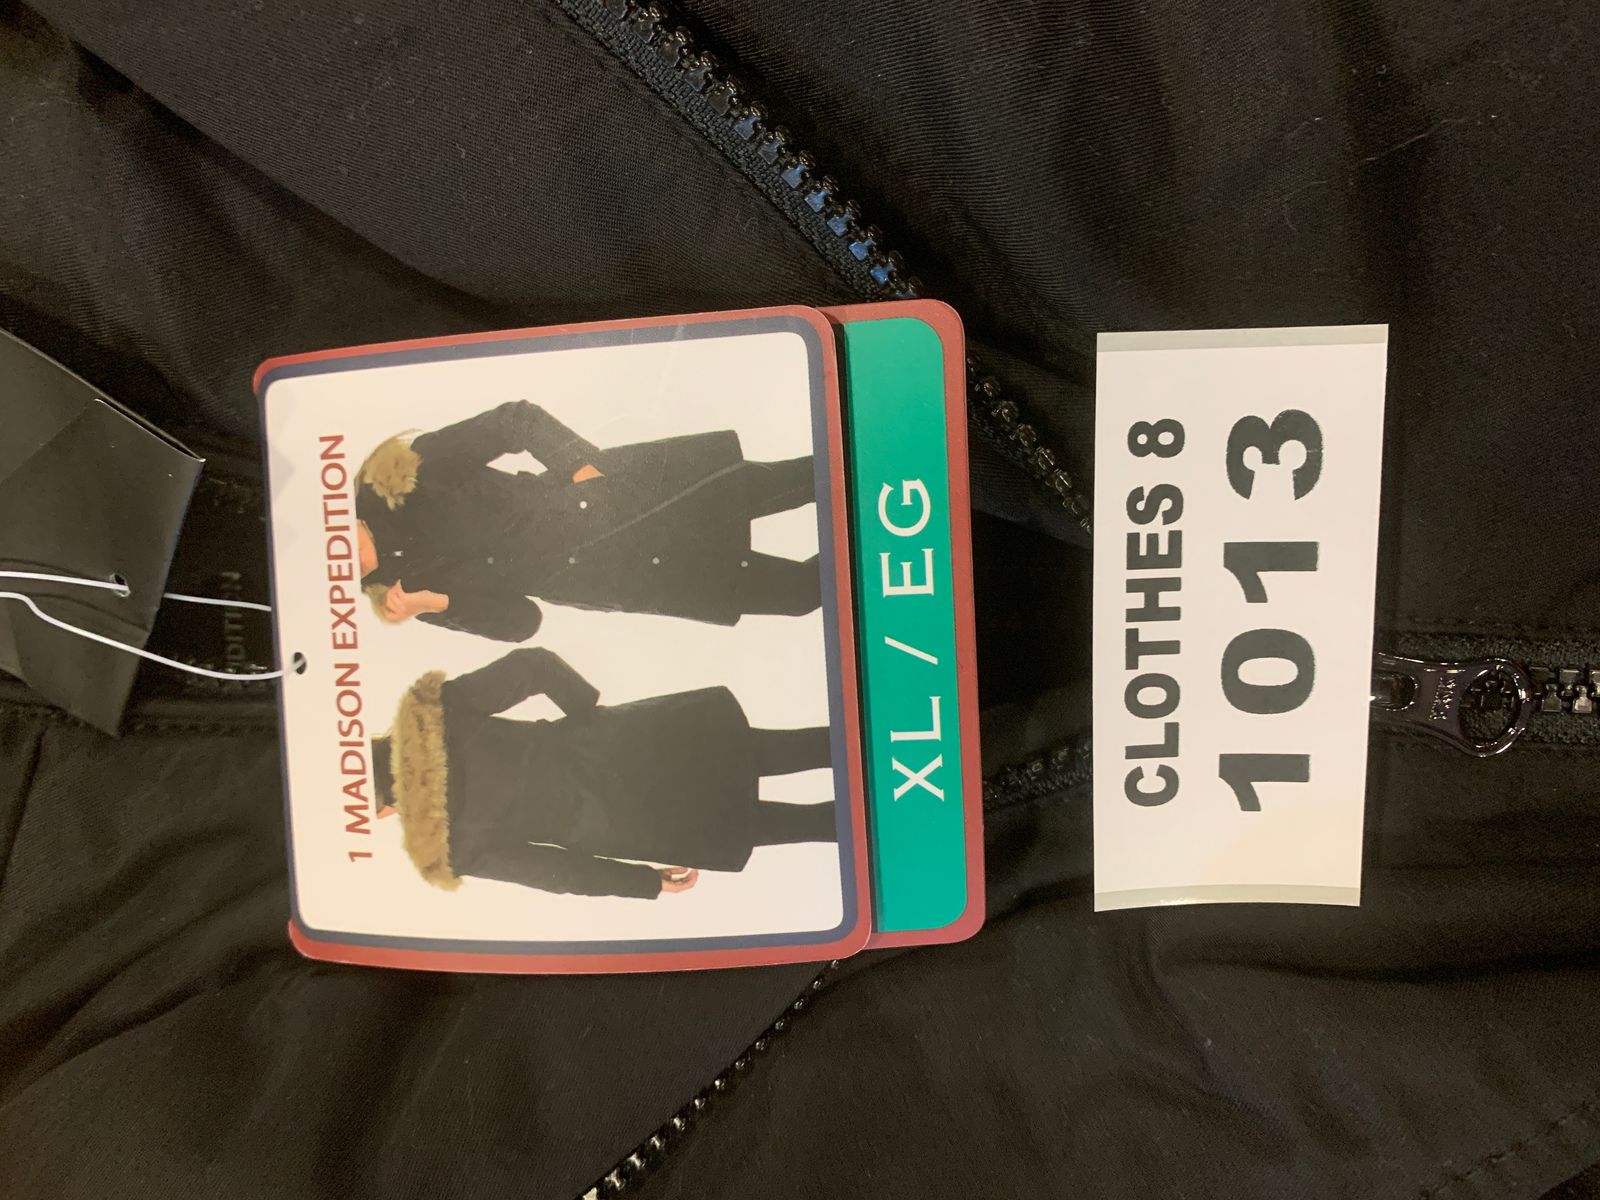 1 MADISON EXPEDITION
XL / EG
CLOTHES 8
1013